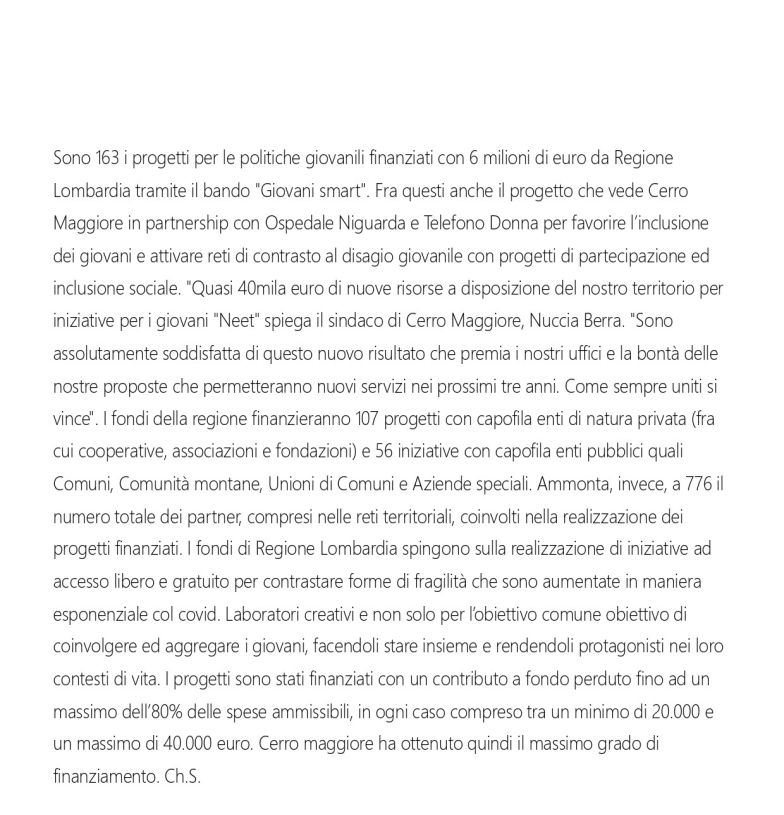 Sono 163 i progetti per le politiche giovanili finanziati con 6 milioni di euro da Regione
Lombardia tramite il bando "Giovani smart". Fra questi anche il progetto che vede Cerro
Maggiore in partnership con Ospedale Niguarda e Telefono Donna per favorire l’inclusione
dei giovani e attivare reti di contrasto al disagio giovanile con progetti di partecipazione ed
inclusione sociale. "Quasi 40mila euro di nuove risorse a disposizione del nostro territorio per
iniziative per i giovani "Neet" spiega il sindaco di Cerro Maggiore, Nuccia Berra. "Sono
assolutamente soddisfatta di questo nuovo risultato che premia i nostri uffici e la bontà delle
nostre proposte che permetteranno nuovi servizi nei prossimi tre anni. Come sempre uniti si
vince". I fondi della regione finanzieranno 107 progetti con capofila enti di natura privata (fra
cui cooperative, associazioni e fondazioni) e 56 iniziative con capofila enti pubblici quali
Comuni, Comunità montane, Unioni di Comuni e Aziende speciali. Ammonta, invece, a 776 il
numero totale dei partner, compresi nelle reti territoriali, coinvolti nella realizzazione dei
progetti finanziati. I fondi di Regione Lombardia spingono sulla realizzazione di iniziative ad
accesso libero e gratuito per contrastare forme di fragilità che sono aumentate in maniera
esponenziale col covid. Laboratori creativi e non solo per l’obiettivo comune obiettivo di
coinvolgere ed aggregare i giovani, facendoli stare insieme e rendendoli protagonisti nei loro
contesti di vita. I progetti sono stati finanziati con un contributo a fondo perduto fino ad un
massimo dell’80% delle spese ammissibili, in ogni caso compreso tra un minimo di 20.000 e
un massimo di 40.000 euro. Cerro maggiore ha ottenuto quindi il massimo grado di
finanziamento. Ch.S.